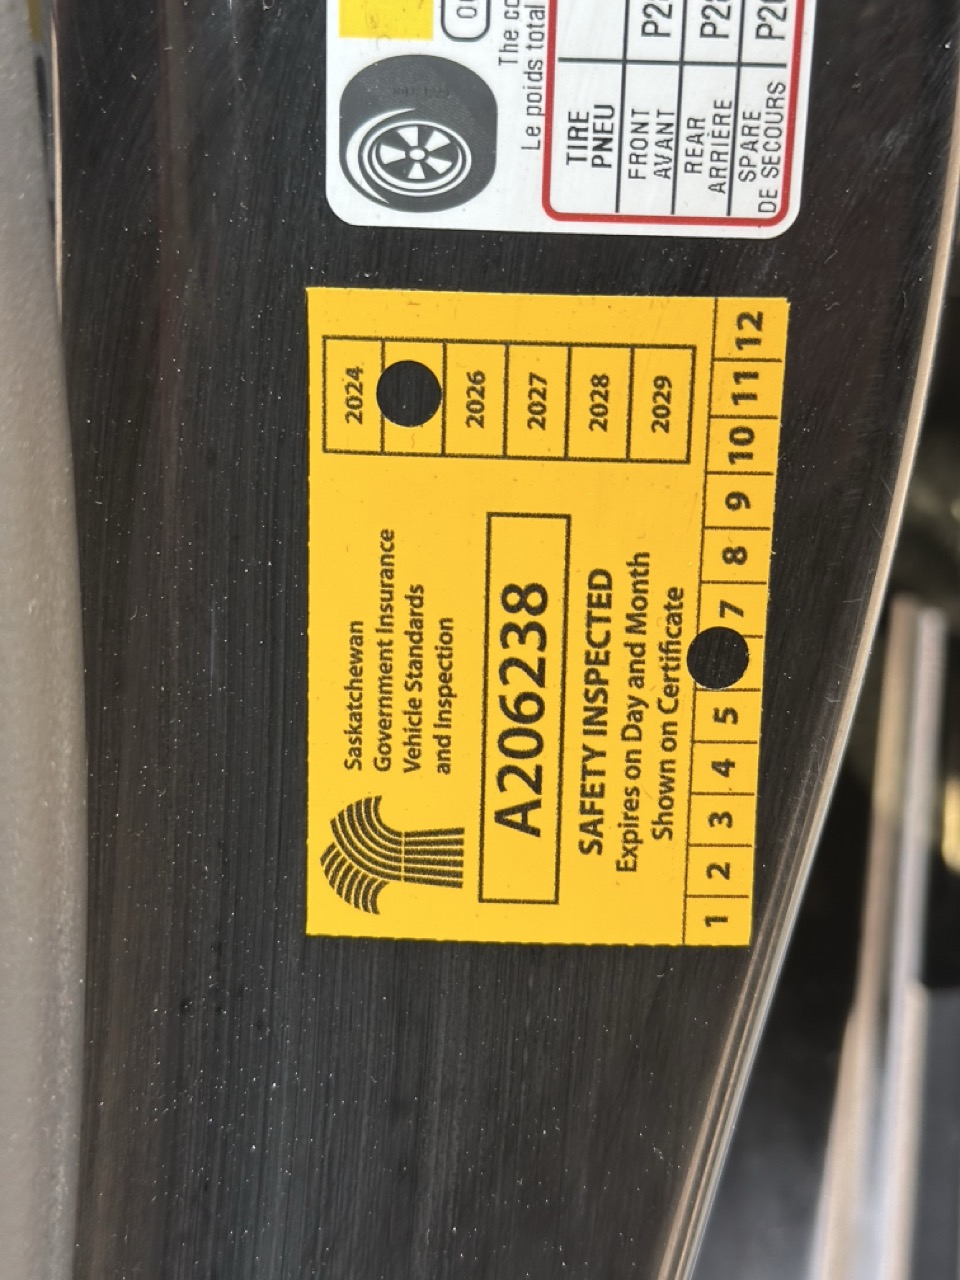 The co
Le poids total
TIRE
PNEU
FRONT
AVANT
REAR
ARRIÈRE
SPARE
DE SECOURS
Saskatchewan
Government Insurance
Vehicle Standards
and Inspection
2024
2026
2027
2028
2029
A206238
SAFETY INSPECTED
Expires on Day and Month
Shown on Certificate
1 2 3 4 5 7 8 9 10 11 12